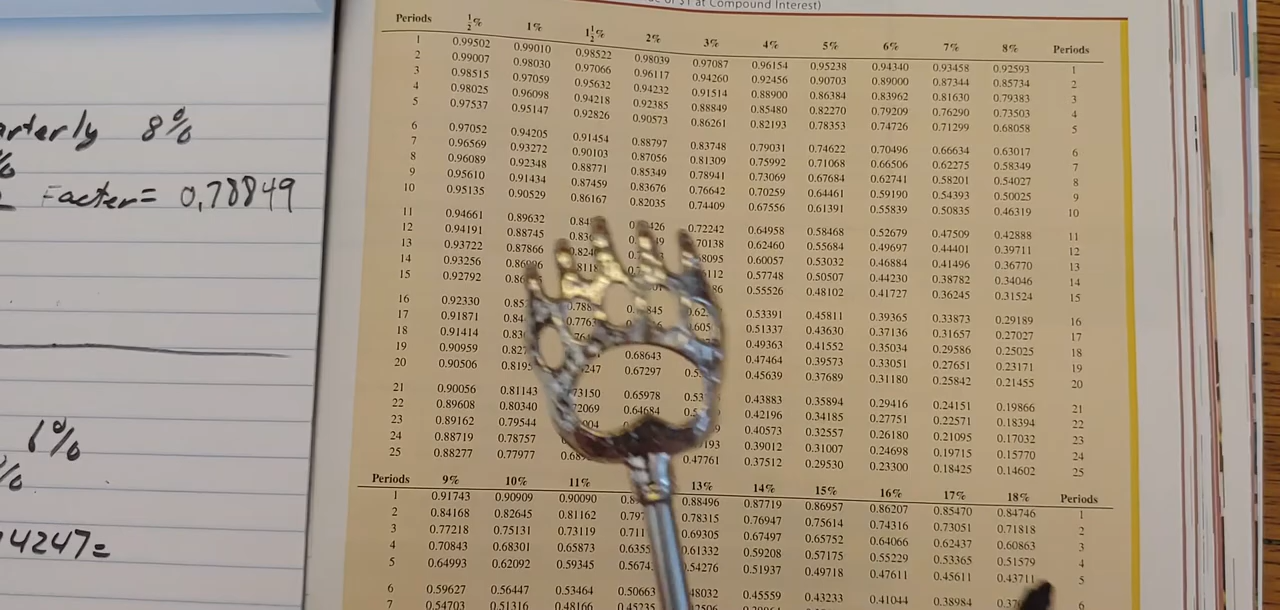 of $1 at Compound Interest)
Periods ½% 1% 1½% 2% 3% 4% 5% 6% 7% 8% Periods
1 0.99502 0.99010 0.98522 0.98039 0.97087 0.96154 0.95238 0.94340 0.93458 0.92593 1
2 0.99007 0.98030 0.97066 0.96117 0.94260 0.92456 0.90703 0.89000 0.87344 0.85734 2
3 0.98515 0.97059 0.95632 0.94232 0.91514 0.88900 0.86384 0.83962 0.81630 0.79383 3
4 0.98025 0.96098 0.94218 0.92385 0.88849 0.85480 0.82270 0.79209 0.76290 0.73503 4
5 0.97537 0.95147 0.92826 0.90573 0.86261 0.82193 0.78353 0.74726 0.71299 0.68058 5
6 0.97052 0.94205 0.91454 0.88797 0.83748 0.79031 0.74622 0.70496 0.66634 0.63017 6
7 0.96569 0.93272 0.90103 0.87056 0.81309 0.75992 0.71068 0.66506 0.62275 0.58349 7
8 0.96089 0.92348 0.88771 0.85349 0.78941 0.73069 0.67684 0.62741 0.58201 0.54027 8
9 0.95610 0.91434 0.87459 0.83676 0.76642 0.70259 0.64461 0.59190 0.54393 0.50025 9
10 0.95135 0.90529 0.86167 0.82035 0.74409 0.67556 0.61391 0.55839 0.50835 0.46319 10
11 0.94661 0.89632 0.72242 0.64958 0.58468 0.52679 0.47509 0.42888 11
12 0.94191 0.88745 0.62460 0.55684 0.49697 0.44401 0.39711 12
13 0.93722 0.87866 0.60057 0.53032 0.46884 0.41496 0.36770 13
14 0.93256 0.57748 0.50507 0.44230 0.38782 0.34046 14
15 0.92792 0.55526 0.48102 0.41727 0.36245 0.31524 15
16 0.92330 0.53391 0.45811 0.39365 0.33873 0.29189 16
17 0.91871 0.51337 0.43630 0.37136 0.31657 0.27027 17
18 0.91414 0.49363 0.41552 0.35034 0.29586 0.25025 18
19 0.90959 0.68643 0.47464 0.39573 0.33051 0.27651 0.23171 19
20 0.90506 0.67297 0.45639 0.37689 0.31180 0.25842 0.21455 20
21 0.90056 0.81143 73150 0.65978 0.43883 0.35894 0.29416 0.24151 0.19866 21
22 0.89608 0.80340 72069 0.64684 0.42196 0.34185 0.27751 0.22571 0.18394 22
23 0.89162 0.79544 0.40573 0.32557 0.26180 0.21095 0.17032 23
24 0.88719 0.78757 0.39012 0.31007 0.24698 0.19715 0.15770 24
25 0.88277 0.77977 0.47761 0.37512 0.29530 0.23300 0.18425 0.14602 25
Periods 9% 10% 11% 13% 14% 15% 16% 17% 18% Periods
1 0.91743 0.90909 0.90090 0.88496 0.87719 0.86957 0.86207 0.85470 0.84746 1
2 0.84168 0.82645 0.81162 0.78315 0.76947 0.75614 0.74316 0.73051 0.71818 2
3 0.77218 0.75131 0.73119 0.69305 0.67497 0.65752 0.64066 0.62437 0.60863 3
4 0.70843 0.68301 0.65873 0.61332 0.59208 0.57175 0.55229 0.53365 0.51579 4
5 0.64993 0.62092 0.59345 0.54276 0.51937 0.49718 0.47611 0.45611 0.43711 5
6 0.59627 0.56447 0.53464 0.50663 0.45559 0.43233 0.41044 0.38984 6
7 0.54703 0.51316 0.48166 0.45235
arterly 8%
%
Facter= 0,78849
1%
%
4247=